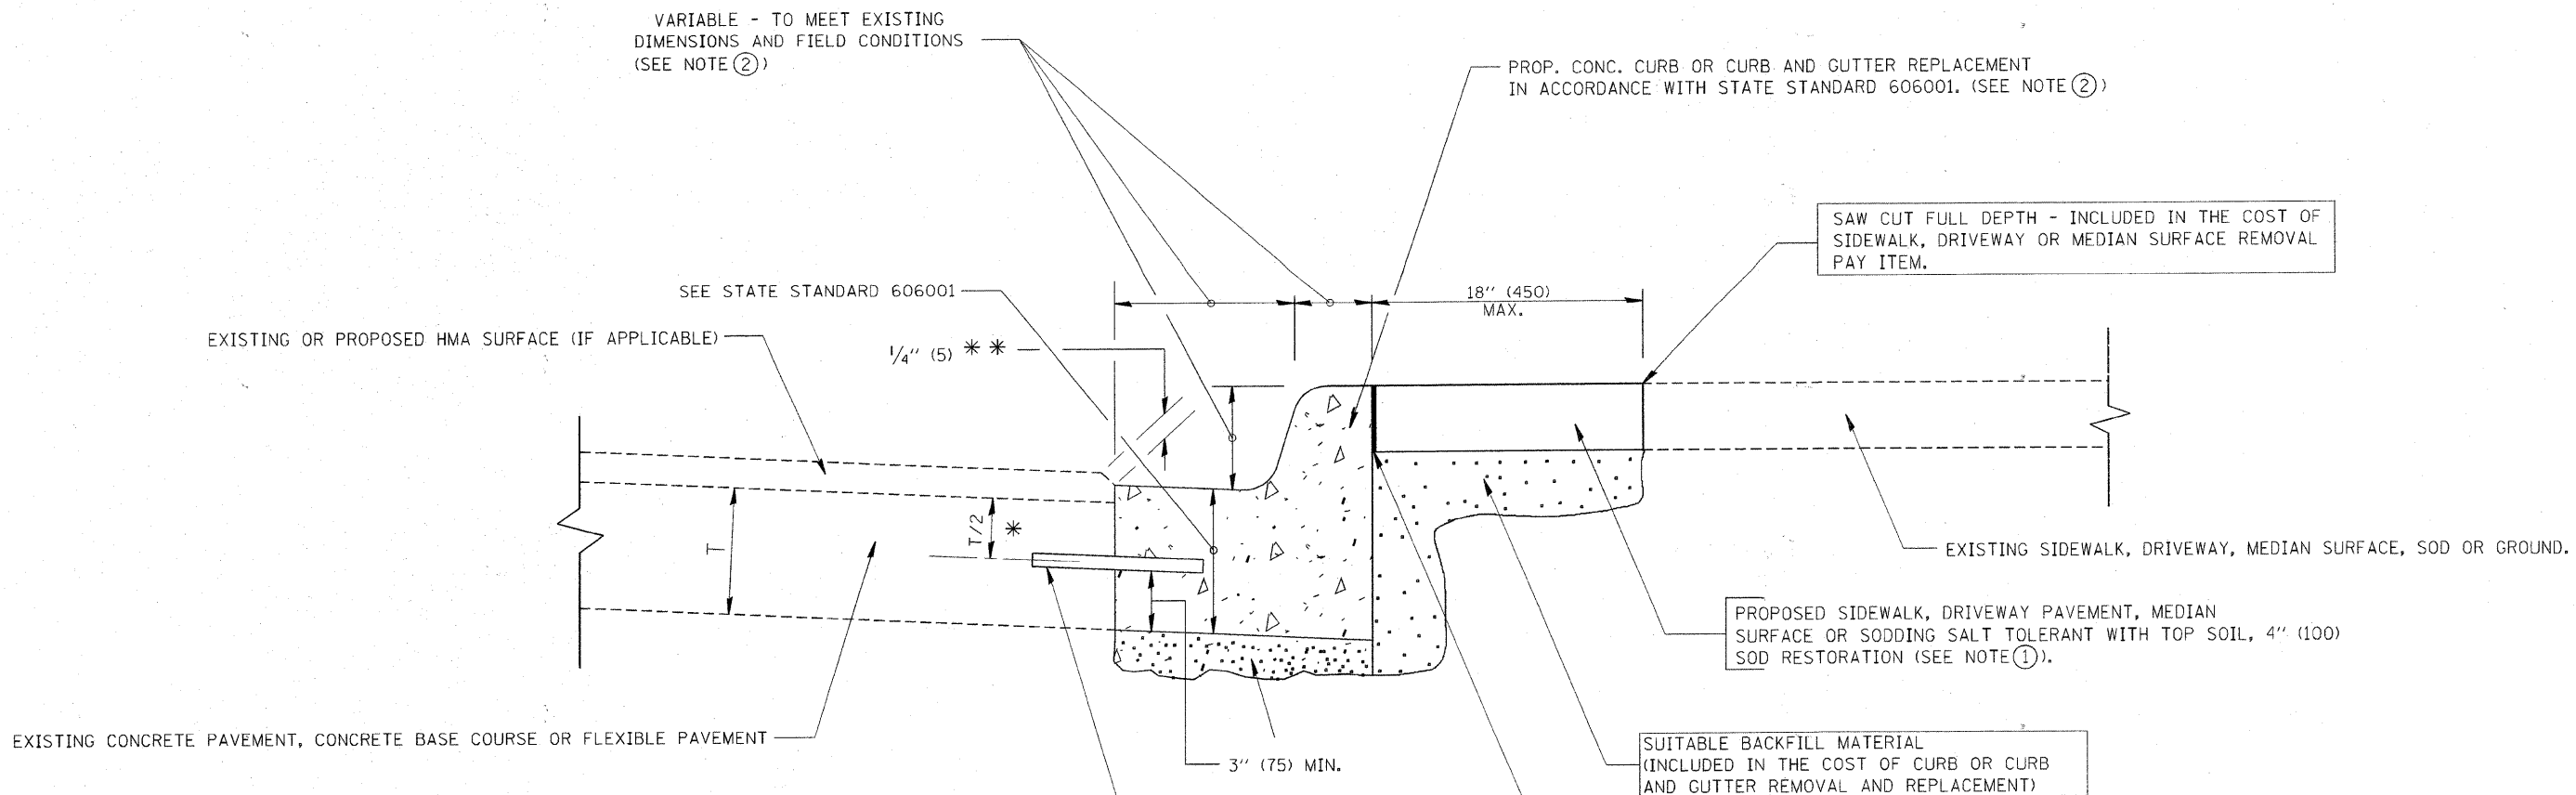 VARIABLE - TO MEET EXISTING
DIMENSIONS AND FIELD CONDITIONS
(SEE NOTE 2)
PROP. CONC. CURB OR CURB AND GUTTER REPLACEMENT
IN ACCORDANCE WITH STATE STANDARD 606001. (SEE NOTE 2)
SAW CUT FULL DEPTH - INCLUDED IN THE COST OF
SIDEWALK, DRIVEWAY OR MEDIAN SURFACE REMOVAL
PAY ITEM.
SEE STATE STANDARD 606001
18" (450)
MAX.
EXISTING OR PROPOSED HMA SURFACE (IF APPLICABLE)
1/4" (5) * *
T
T/2 *
EXISTING SIDEWALK, DRIVEWAY, MEDIAN SURFACE, SOD OR GROUND.
PROPOSED SIDEWALK, DRIVEWAY PAVEMENT, MEDIAN
SURFACE OR SODDING SALT TOLERANT WITH TOP SOIL, 4" (100)
SOD RESTORATION (SEE NOTE 1).
EXISTING CONCRETE PAVEMENT, CONCRETE BASE COURSE OR FLEXIBLE PAVEMENT
3" (75) MIN.
SUITABLE BACKFILL MATERIAL
(INCLUDED IN THE COST OF CURB OR CURB
AND GUTTER REMOVAL AND REPLACEMENT)